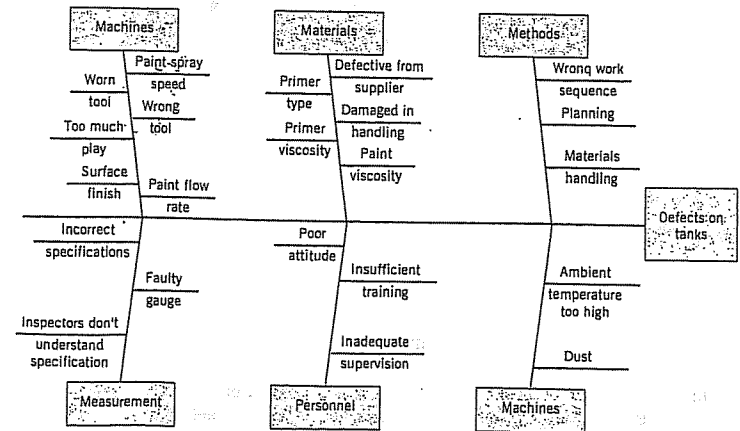 Machines
Materials
Methods
Paint-spray
speed
Worn
tool
Wrong
tool
Too much
play
Surface
finish
Paint flow
rate
Defective from
supplier
Primer
type
Damaged in
handling
Primer
viscosity
Paint
viscosity
Wrong work
sequence
Planning
Materials
handling
Defects on
tanks
Incorrect
specifications
Faulty
gauge
Inspectors don't
understand
specification
Poor
attitude
Insufficient
training
Inadequate
supervision
Ambient
temperature
too high
Dust
Measurement
Personnel
Machines